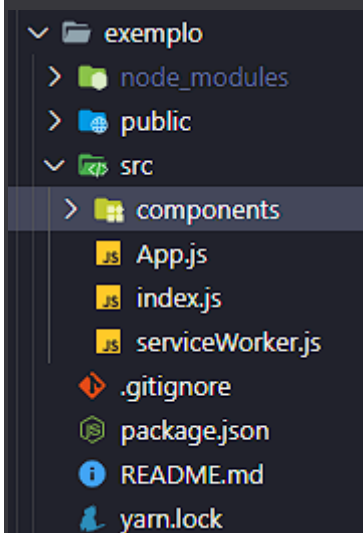 exemplo
node_modules
public
src
components
App.js
index.js
serviceWorker.js
.gitignore
package.json
README.md
yarn.lock